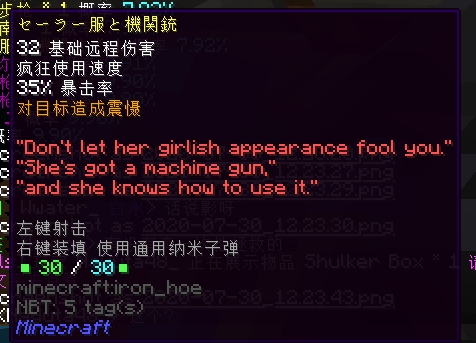 セーラー服と機関銃
32 基础远程伤害
疯狂使用速度
35% 暴击率
对目标造成震慑
"Don't let her girlish appearance fool you."
"She's got a machine gun,"
"and she knows how to use it."
左键射击
右键装填 使用通用纳米子弹
▪ 30 / 30 ▪
minecraft:iron_hoe
NBT: 5 tag(s)
Minecraft